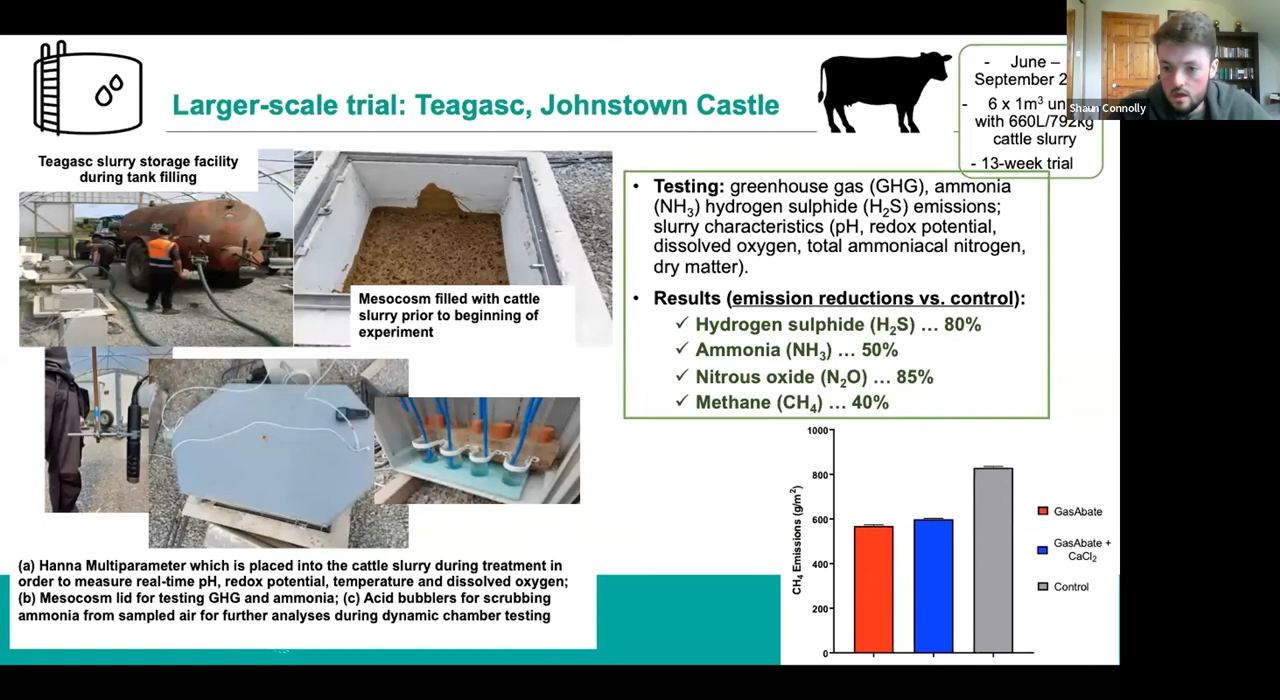 Larger-scale trial: Teagasc, Johnstown Castle
- June –
September 2
- 6 x 1m³ un
with 660L/792kg
cattle slurry
- 13-week trial
Shaun Connolly
Teagasc slurry storage facility
during tank filling
Mesocosm filled with cattle
slurry prior to beginning of
experiment
• Testing: greenhouse gas (GHG), ammonia
(NH₃) hydrogen sulphide (H₂S) emissions;
slurry characteristics (pH, redox potential,
dissolved oxygen, total ammoniacal nitrogen,
dry matter).
• Results (emission reductions vs. control):
✓ Hydrogen sulphide (H₂S) … 80%
✓ Ammonia (NH₃) … 50%
✓ Nitrous oxide (N₂O) … 85%
✓ Methane (CH₄) … 40%
(a) Hanna Multiparameter which is placed into the cattle slurry during treatment in
order to measure real-time pH, redox potential, temperature and dissolved oxygen;
(b) Mesocosm lid for testing GHG and ammonia; (c) Acid bubblers for scrubbing
ammonia from sampled air for further analyses during dynamic chamber testing
CH₄ Emissions (g/m²)
1000
800
600
400
200
0
GasAbate
GasAbate +
CaCl₂
Control